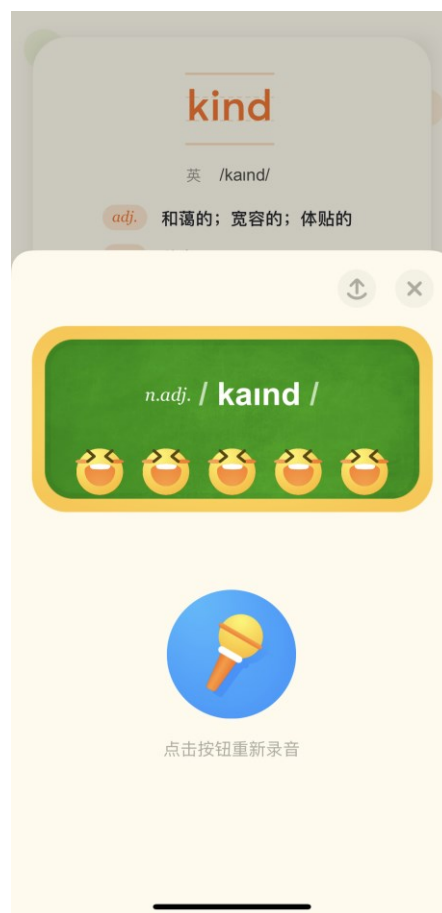 kind
英 /kaɪnd/
adj. 和蔼的；宽容的；体贴的
n.adj. / kaɪnd /
点击按钮重新录音